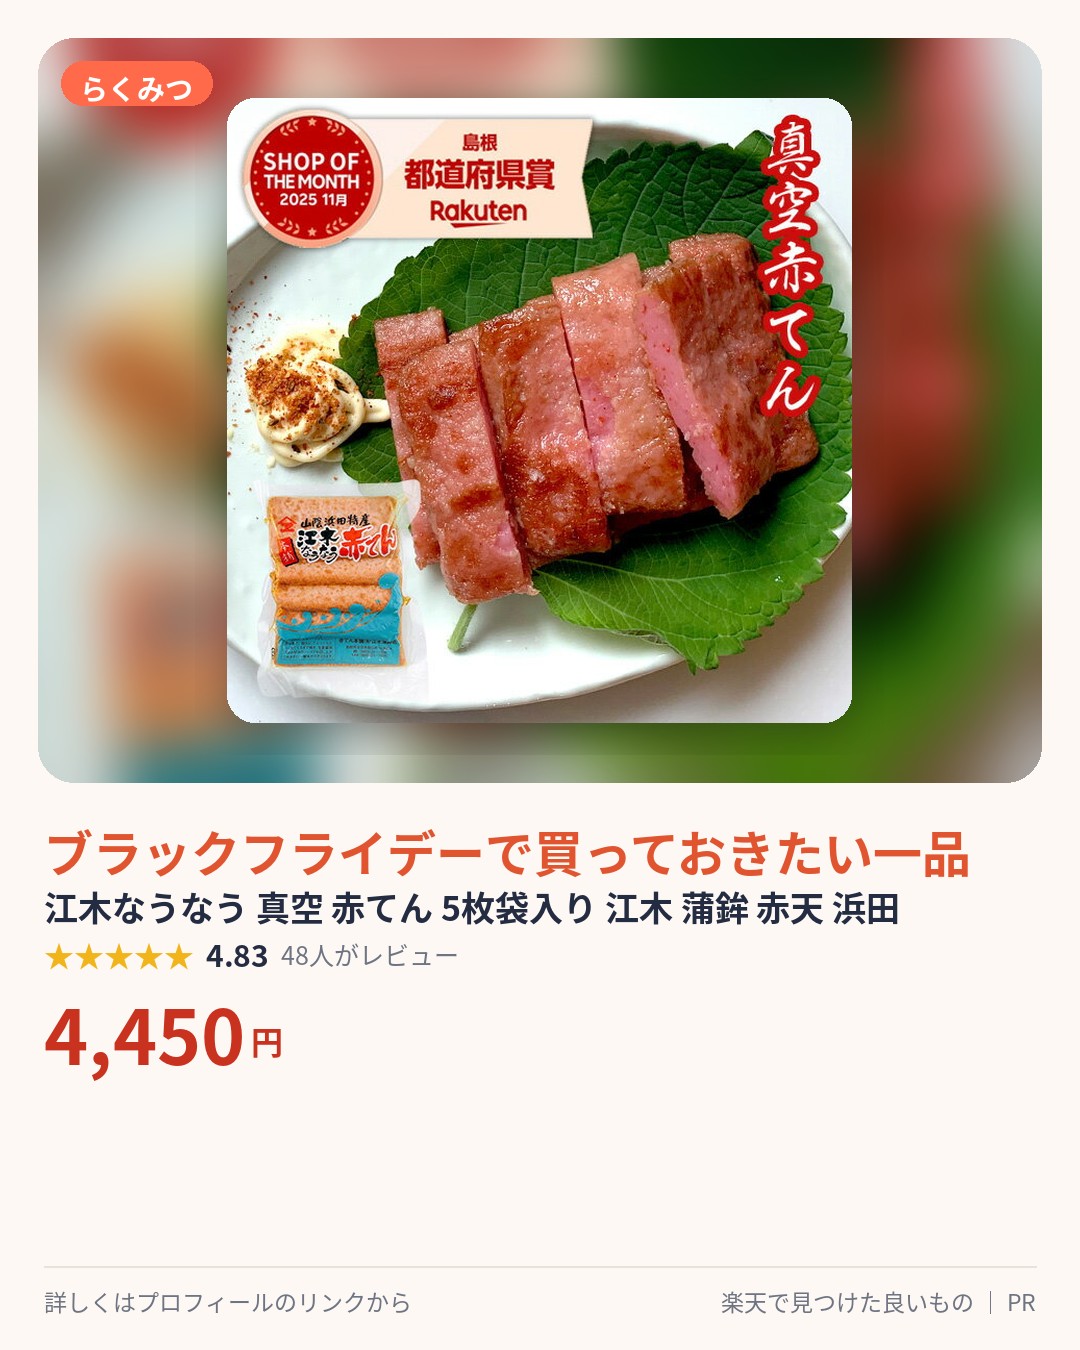 らくみつ
SHOP OF
THE MONTH
2025 11月
島根
都道府県賞
Rakuten
真空赤てん
山陰浜田特産
江木
なうなう
赤てん
ブラックフライデーで買っておきたい一品
江木なうなう 真空 赤てん 5枚袋入り 江木 蒲鉾 赤天 浜田
★★★★★ 4.83 48人がレビュー
4,450円
詳しくはプロフィールのリンクから
楽天で見つけた良いもの｜PR